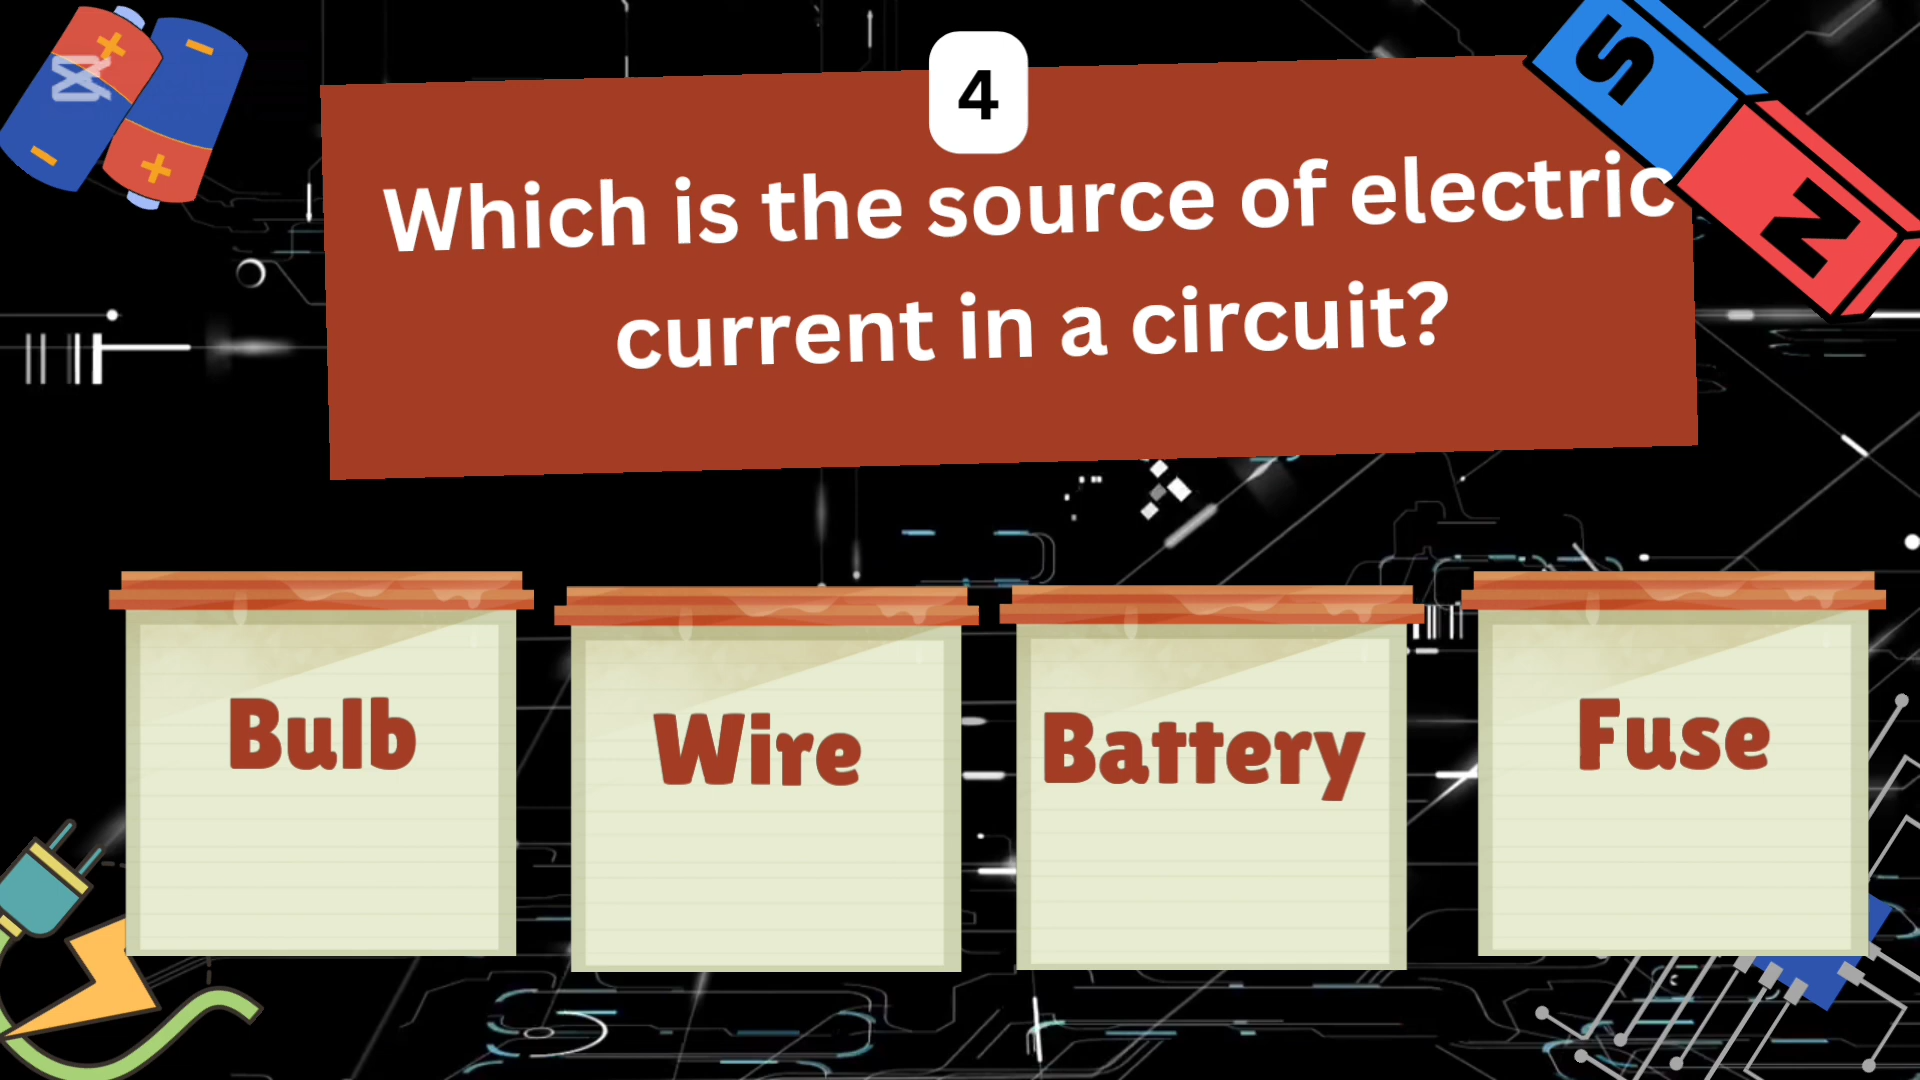 4
Which is the source of electric
current in a circuit?
S
N
Bulb
Wire
Battery
Fuse